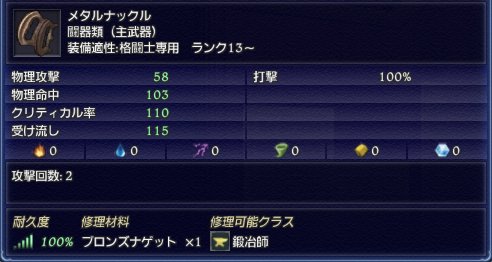 メタルナックル
闘器類（主武器）
装備適性:格闘士専用　ランク13～
物理攻撃 58 打撃 100%
物理命中 103
クリティカル率 110
受け流し 115
0 0 0 0 0 0
攻撃回数: 2
耐久度 修理材料 修理可能クラス
100% ブロンズナゲット ×1 鍛冶師